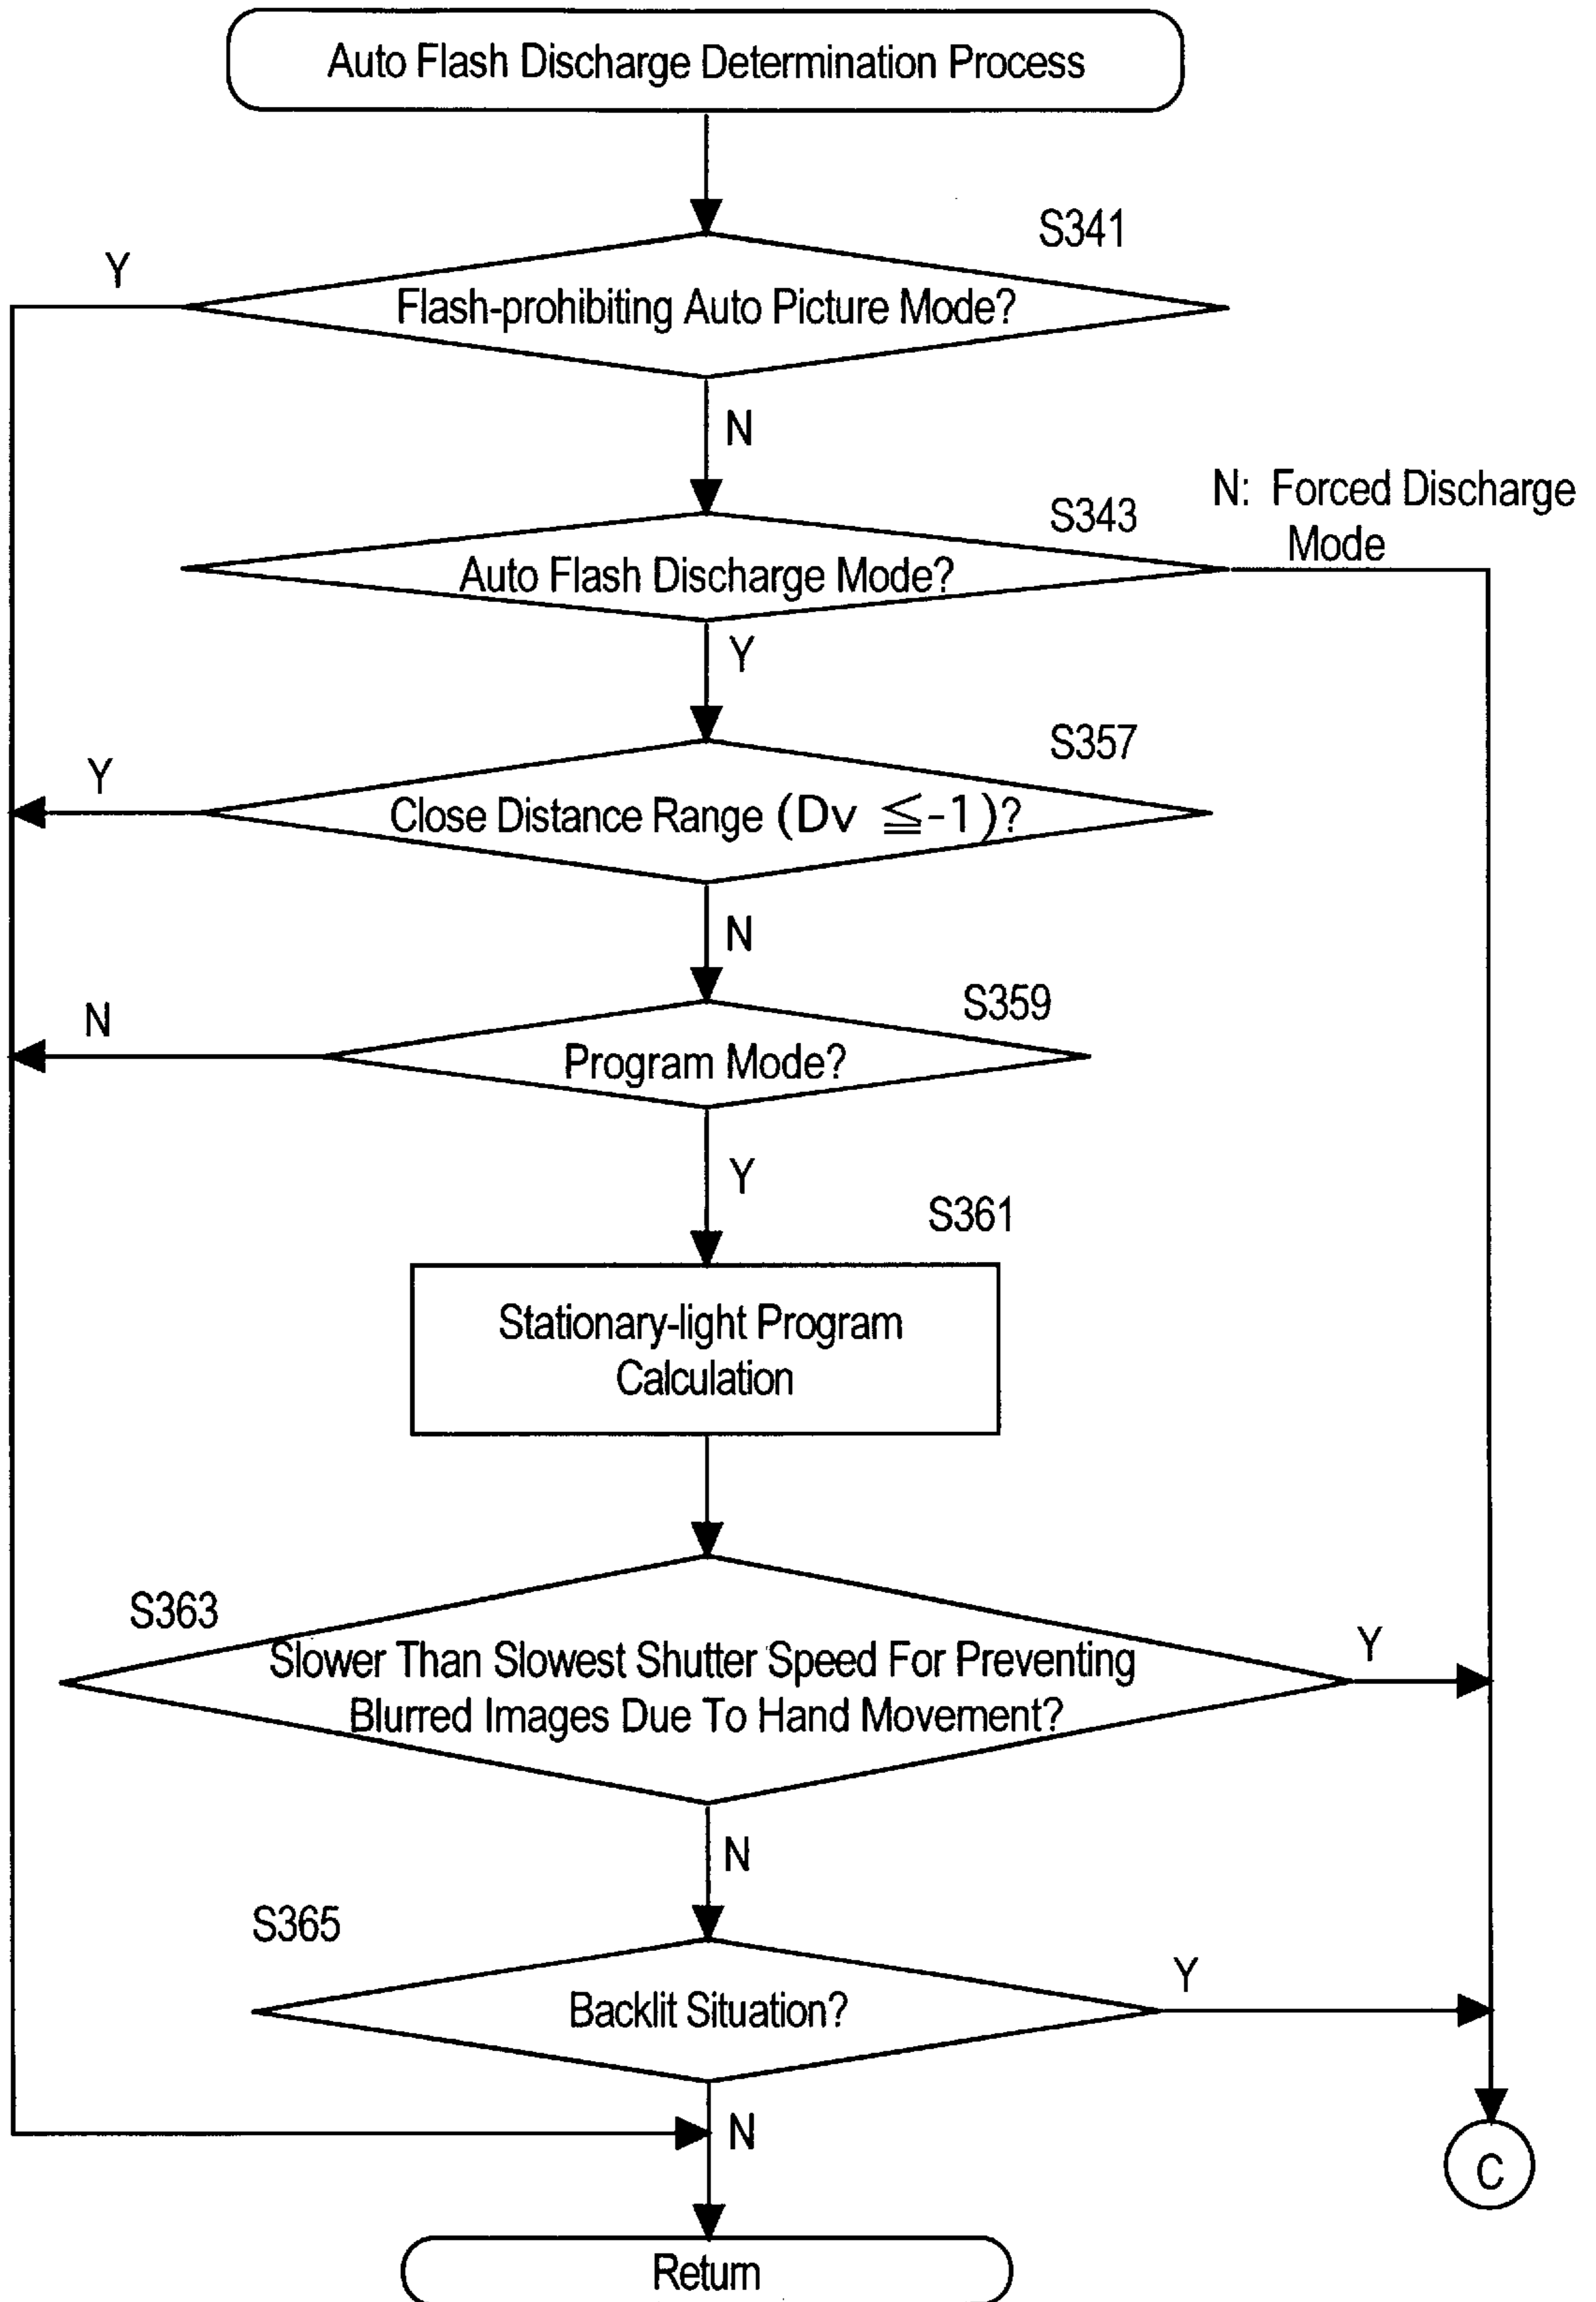 Auto Flash Discharge Determination Process
S341
Y
Flash-prohibiting Auto Picture Mode?
N
N: Forced Discharge
Mode
S343
Auto Flash Discharge Mode?
Y
S357
Y
Close Distance Range (Dv ≦-1)?
N
S359
N
Program Mode?
Y
S361
Stationary-light Program
Calculation
S363
Y
Slower Than Slowest Shutter Speed For Preventing
Blurred Images Due To Hand Movement?
N
S365
Y
Backlit Situation?
N
C
Return